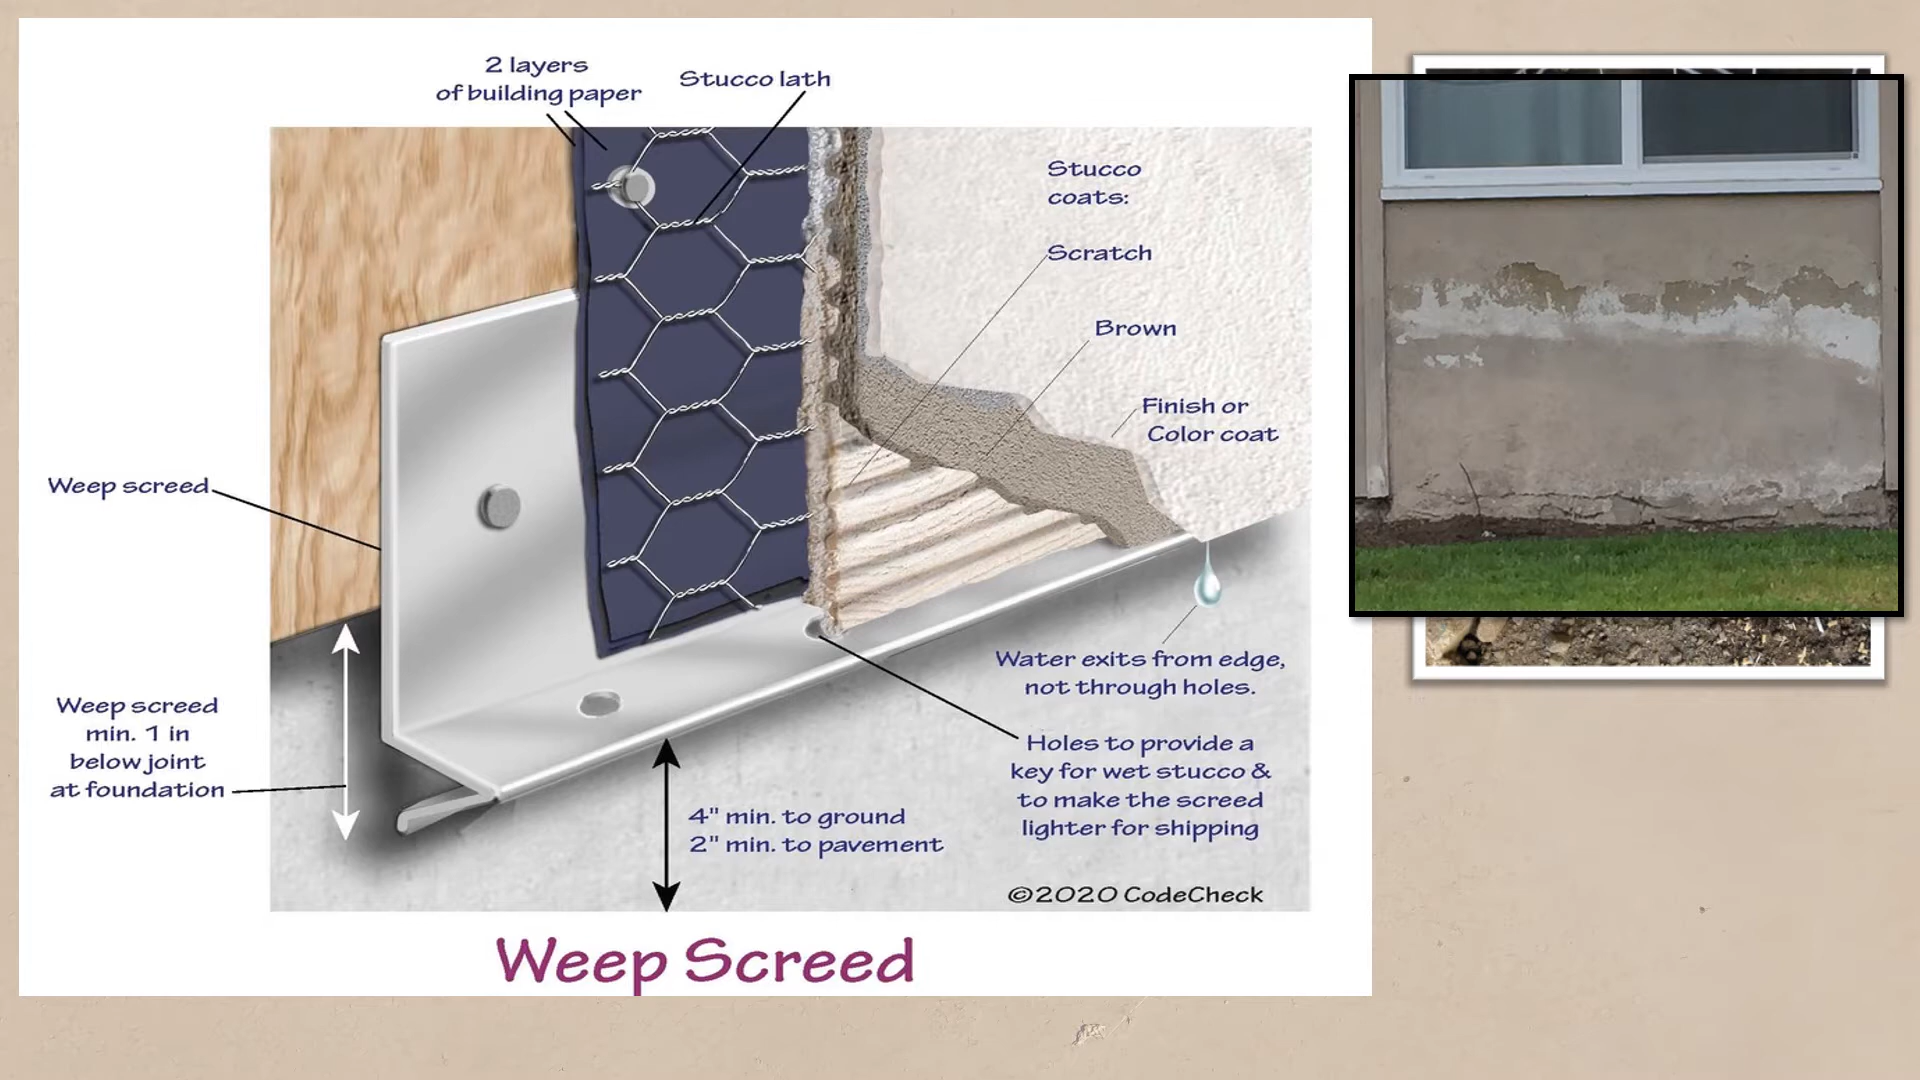 2 layers
of building paper
Stucco lath
Stucco
coats:
Scratch
Brown
Finish or
Color coat
Weep screed
Water exits from edge,
not through holes.
Weep screed
min. 1 in
below joint
at foundation
Holes to provide a
key for wet stucco &
to make the screed
lighter for shipping
4" min. to ground
2" min. to pavement
©2020 CodeCheck
Weep Screed